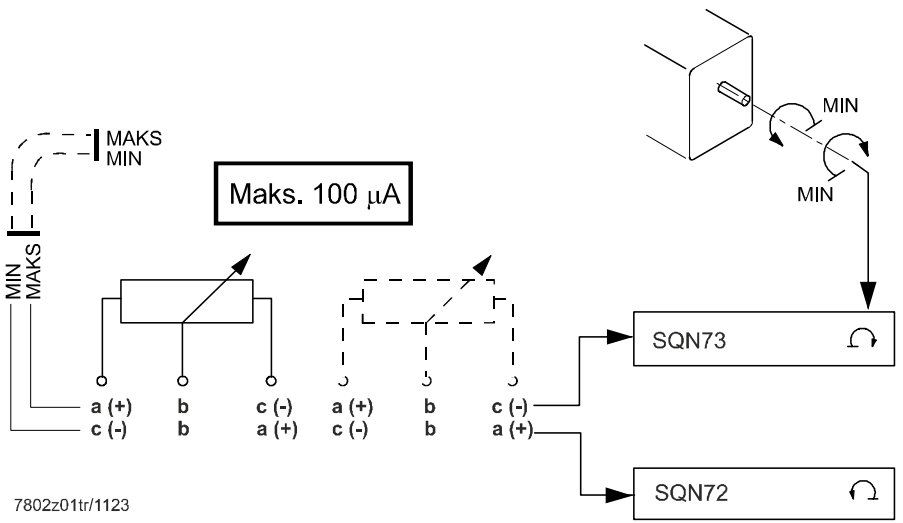 MIN
MAKS
MIN
Maks. 100 µA
MIN
MIN
MAKS
SQN73
a (+) b c (-) a (+) b c (-)
c (-) b a (+) c (-) b a (+)
SQN72
7802z01tr/1123